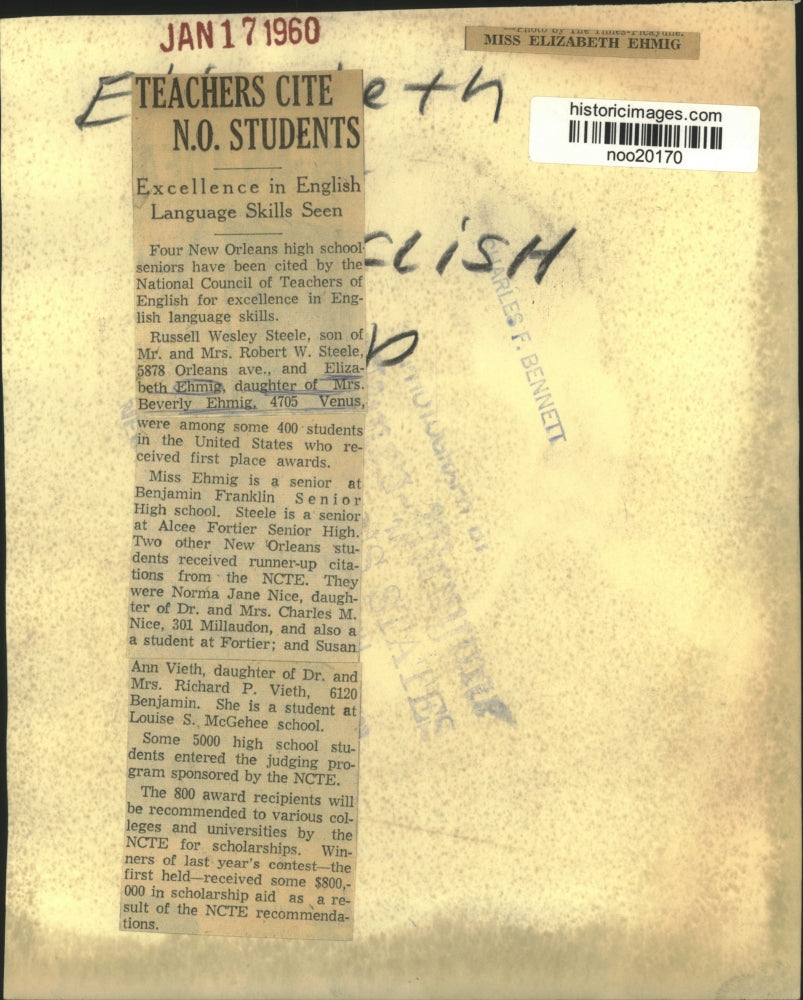 JAN 17 1960
—Photo by The Times-Picayune.
MISS ELIZABETH EHMIG
historicimages.com
noo20170
TEACHERS CITE
N.O. STUDENTS
Excellence in English
Language Skills Seen
Four New Orleans high school
seniors have been cited by the
National Council of Teachers of
English for excellence in Eng-
lish language skills.
Russell Wesley Steele, son of
Mr. and Mrs. Robert W. Steele,
5878 Orleans ave., and Eliza-
beth Ehmig, daughter of Mrs.
Beverly Ehmig, 4705 Venus,
were among some 400 students
in the United States who re-
ceived first place awards.
Miss Ehmig is a senior at
Benjamin Franklin Senior
High school. Steele is a senior
at Alcee Fortier Senior High.
Two other New Orleans stu-
dents received runner-up cita-
tions from the NCTE. They
were Norma Jane Nice, daugh-
ter of Dr. and Mrs. Charles M.
Nice, 301 Millaudon, and also a
a student at Fortier; and Susan
Ann Vieth, daughter of Dr. and
Mrs. Richard P. Vieth, 6120
Benjamin. She is a student at
Louise S. McGehee school.
Some 5000 high school stu-
dents entered the judging pro-
gram sponsored by the NCTE.
The 800 award recipients will
be recommended to various col-
leges and universities by the
NCTE for scholarships. Win-
ners of last year's contest—the
first held—received some $800,-
000 in scholarship aid as a re-
sult of the NCTE recommenda-
tions.
CHARLES F. BENNETT